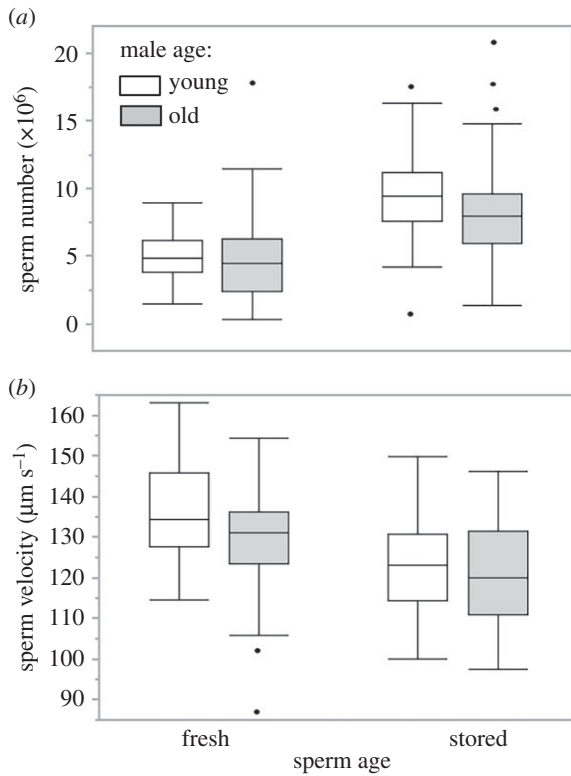 (a)
male age:
young
old
sperm number (×10⁶)
20
15
10
5
0
(b)
sperm velocity (μm s⁻¹)
160
150
140
130
120
110
100
90
fresh
stored
sperm age